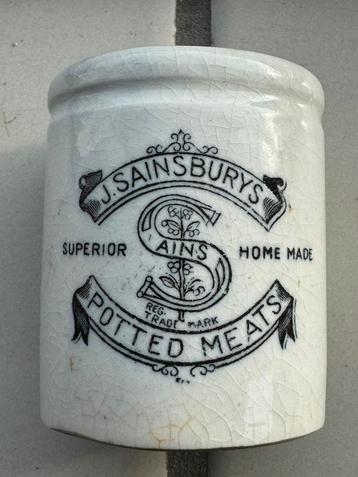 J. SAINSBURYS
SUPERIOR SAINS HOME MADE
REG.
TRADE MARK
POTTED MEATS